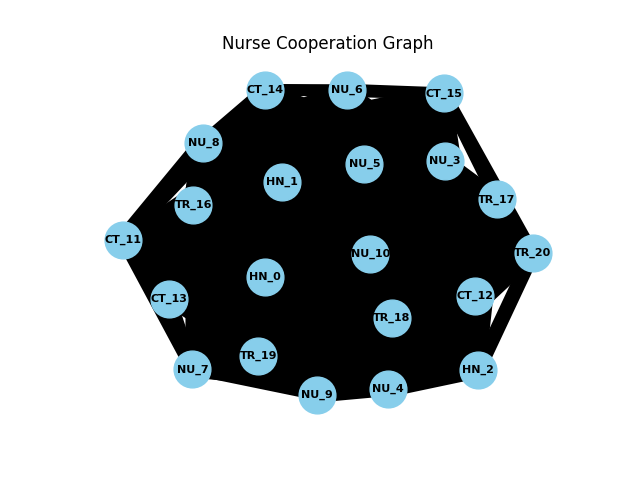 Nurse Cooperation Graph
CT_14
NU_6
CT_15
NU_8
NU_5
NU_3
HN_1
TR_16
TR_17
CT_11
NU_10
TR_20
HN_0
CT_13
CT_12
TR_18
TR_19
NU_7
HN_2
NU_4
NU_9